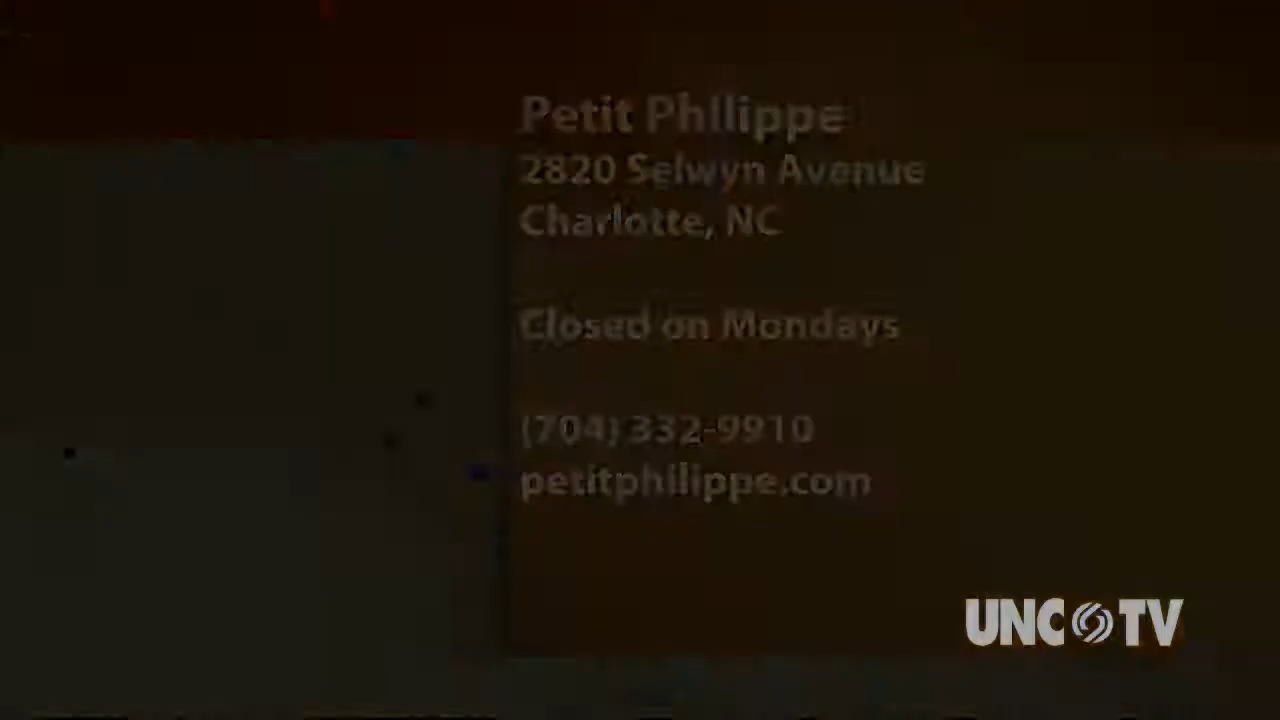 Petit Philippe
2820 Selwyn Avenue
Charlotte, NC
Closed on Mondays
(704) 332-9910
petitphilippe.com
UNC TV